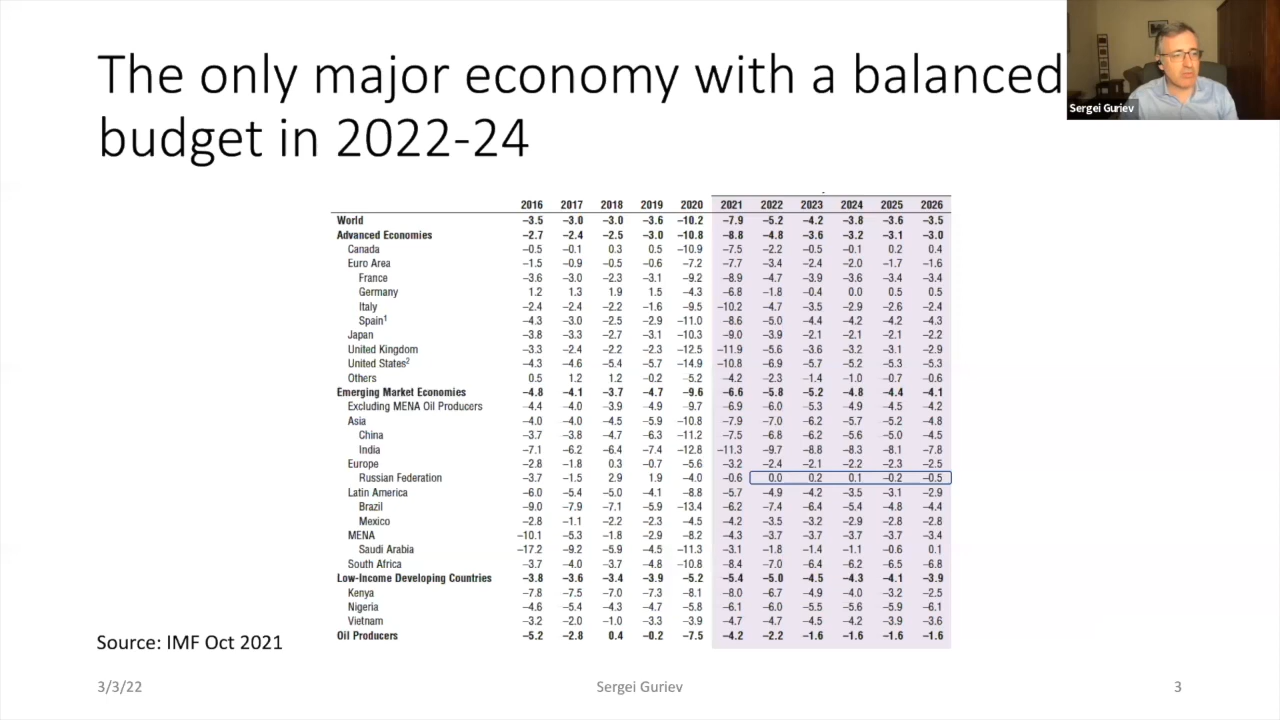 The only major economy with a balanced
budget in 2022-24
Sergei Guriev
2016 2017 2018 2019 2020 2021 2022 2023 2024 2025 2026
World –3.5 –3.0 –3.0 –3.6 –10.2 –7.9 –5.2 –4.2 –3.8 –3.6 –3.5
Advanced Economies –2.7 –2.4 –2.5 –3.0 –10.8 –8.8 –4.8 –3.6 –3.2 –3.1 –3.0
Canada –0.5 –0.1 0.3 0.5 –10.9 –7.5 –2.2 –0.5 –0.1 0.2 0.4
Euro Area –1.5 –0.9 –0.5 –0.6 –7.2 –7.7 –3.4 –2.4 –2.0 –1.7 –1.6
France –3.6 –3.0 –2.3 –3.1 –9.2 –8.9 –4.7 –3.9 –3.6 –3.4 –3.4
Germany 1.2 1.3 1.9 1.5 –4.3 –6.8 –1.8 –0.4 0.0 0.5 0.5
Italy –2.4 –2.4 –2.2 –1.6 –9.5 –10.2 –4.7 –3.5 –2.9 –2.6 –2.4
Spain¹ –4.3 –3.0 –2.5 –2.9 –11.0 –8.6 –5.0 –4.4 –4.2 –4.2 –4.3
Japan –3.8 –3.3 –2.7 –3.1 –10.3 –9.0 –3.9 –2.1 –2.1 –2.1 –2.2
United Kingdom –3.3 –2.4 –2.2 –2.3 –12.5 –11.9 –5.6 –3.6 –3.2 –3.1 –2.9
United States² –4.3 –4.6 –5.4 –5.7 –14.9 –10.8 –6.9 –5.7 –5.2 –5.3 –5.3
Others 0.5 1.2 1.2 –0.2 –5.2 –4.2 –2.3 –1.4 –1.0 –0.7 –0.6
Emerging Market Economies –4.8 –4.1 –3.7 –4.7 –9.6 –6.6 –5.8 –5.2 –4.8 –4.4 –4.1
Excluding MENA Oil Producers –4.4 –4.0 –3.9 –4.9 –9.7 –6.9 –6.0 –5.3 –4.9 –4.5 –4.2
Asia –4.0 –4.0 –4.5 –5.9 –10.8 –7.9 –7.0 –6.2 –5.7 –5.2 –4.8
China –3.7 –3.8 –4.7 –6.3 –11.2 –7.5 –6.8 –6.2 –5.6 –5.0 –4.5
India –7.1 –6.2 –6.4 –7.4 –12.8 –11.3 –9.7 –8.8 –8.3 –8.1 –7.8
Europe –2.8 –1.8 0.3 –0.7 –5.6 –3.2 –2.4 –2.1 –2.2 –2.3 –2.5
Russian Federation –3.7 –1.5 2.9 1.9 –4.0 –0.6 0.0 0.2 0.1 –0.2 –0.5
Latin America –6.0 –5.4 –5.0 –4.1 –8.8 –5.7 –4.9 –4.2 –3.5 –3.1 –2.9
Brazil –9.0 –7.9 –7.1 –5.9 –13.4 –6.2 –7.4 –6.4 –5.4 –4.8 –4.4
Mexico –2.8 –1.1 –2.2 –2.3 –4.5 –4.2 –3.5 –3.2 –2.9 –2.8 –2.8
MENA –10.1 –5.3 –1.8 –2.9 –8.2 –4.3 –3.7 –3.7 –3.7 –3.7 –3.4
Saudi Arabia –17.2 –9.2 –5.9 –4.5 –11.3 –3.1 –1.8 –1.4 –1.1 –0.6 0.1
South Africa –3.7 –4.0 –3.7 –4.8 –10.8 –8.4 –7.0 –6.4 –6.2 –6.5 –6.8
Low-Income Developing Countries –3.8 –3.6 –3.4 –3.9 –5.2 –5.4 –5.0 –4.5 –4.3 –4.1 –3.9
Kenya –7.8 –7.5 –7.0 –7.3 –8.1 –8.0 –6.7 –4.9 –4.0 –3.2 –2.5
Nigeria –4.6 –5.4 –4.3 –4.7 –5.8 –6.1 –6.0 –5.5 –5.6 –5.9 –6.1
Vietnam –3.2 –2.0 –1.0 –3.3 –3.9 –4.7 –4.7 –4.5 –4.2 –3.9 –3.6
Oil Producers –5.2 –2.8 0.4 –0.2 –7.5 –4.2 –2.2 –1.6 –1.6 –1.6 –1.6
Source: IMF Oct 2021
3/3/22
Sergei Guriev
3